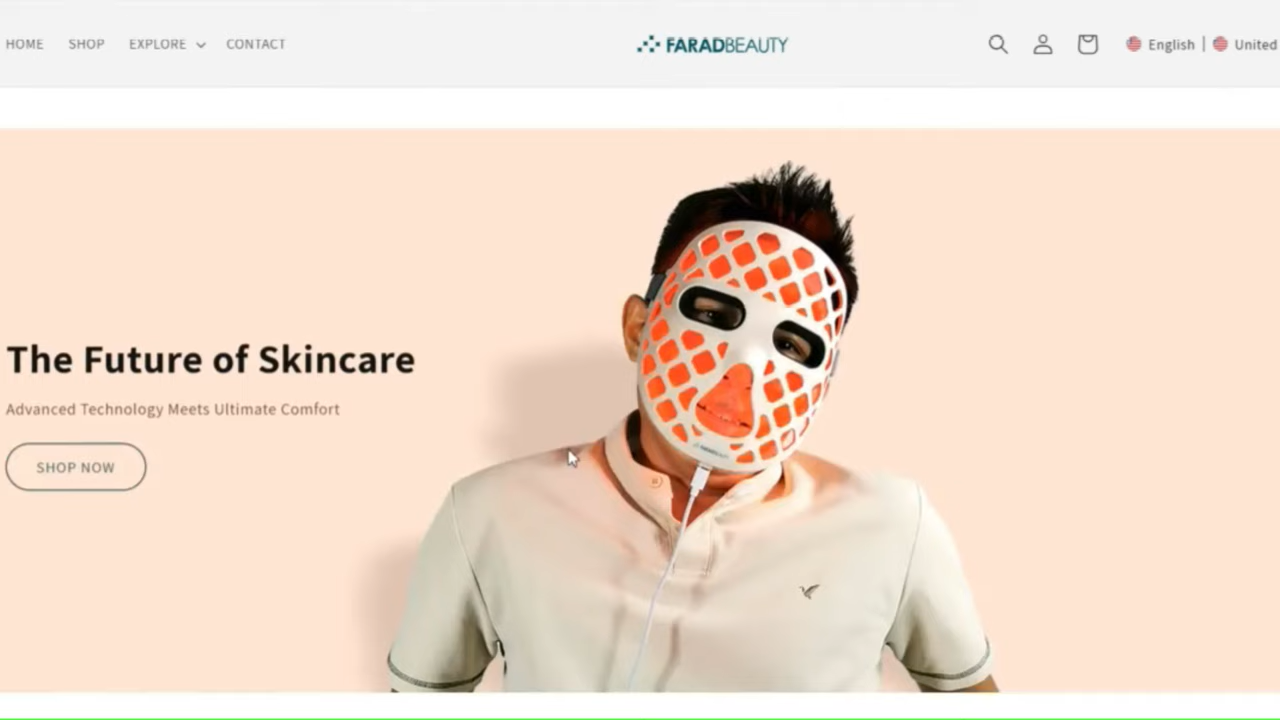 HOME SHOP EXPLORE CONTACT
FARADBEAUTY
English | United
The Future of Skincare
Advanced Technology Meets Ultimate Comfort
SHOP NOW